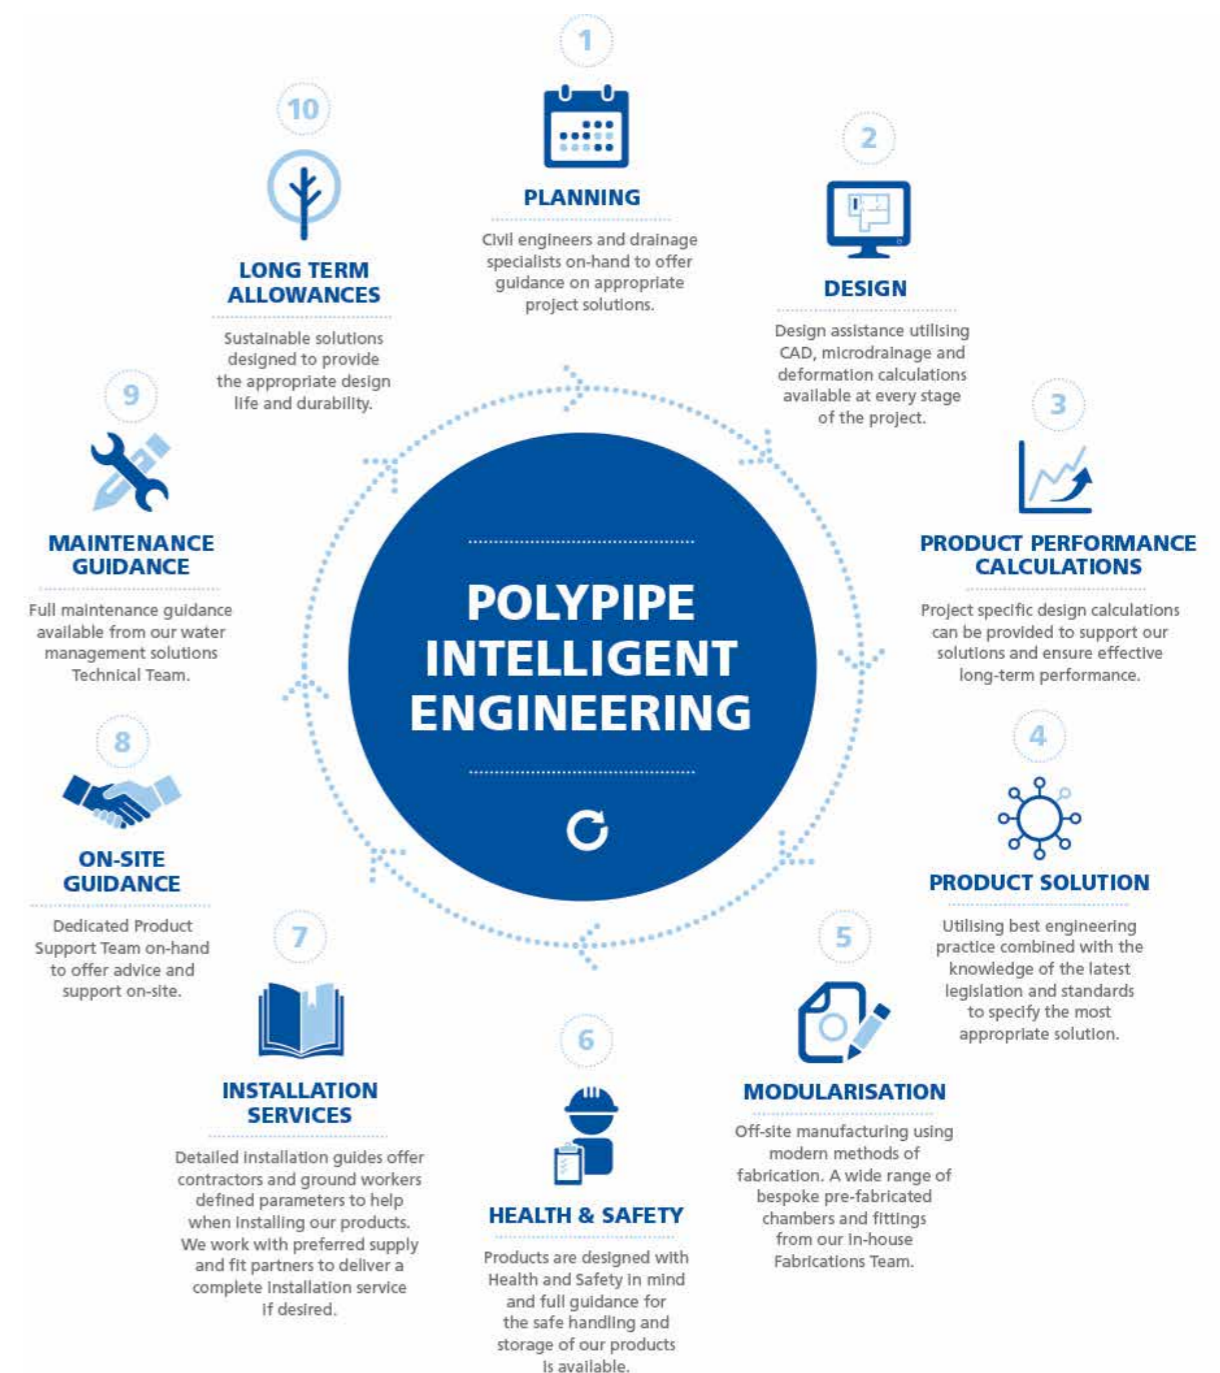 POLYPIPE
INTELLIGENT
ENGINEERING
1
PLANNING
Civil engineers and drainage
specialists on-hand to offer
guidance on appropriate
project solutions.
2
DESIGN
Design assistance utilising
CAD, microdrainage and
deformation calculations
available at every stage
of the project.
3
PRODUCT PERFORMANCE
CALCULATIONS
Project specific design calculations
can be provided to support our
solutions and ensure effective
long-term performance.
4
PRODUCT SOLUTION
Utilising best engineering
practice combined with the
knowledge of the latest
legislation and standards
to specify the most
appropriate solution.
5
MODULARISATION
Off-site manufacturing using
modern methods of
fabrication. A wide range of
bespoke pre-fabricated
chambers and fittings
from our in-house
Fabrications Team.
6
HEALTH & SAFETY
Products are designed with
Health and Safety in mind
and full guidance for
the safe handling and
storage of our products
is available.
7
INSTALLATION
SERVICES
Detailed installation guides offer
contractors and ground workers
defined parameters to help
when installing our products.
We work with preferred supply
and fit partners to deliver a
complete installation service
if desired.
8
ON-SITE
GUIDANCE
Dedicated Product
Support Team on-hand
to offer advice and
support on-site.
9
MAINTENANCE
GUIDANCE
Full maintenance guidance
available from our water
management solutions
Technical Team.
10
LONG TERM
ALLOWANCES
Sustainable solutions
designed to provide
the appropriate design
life and durability.